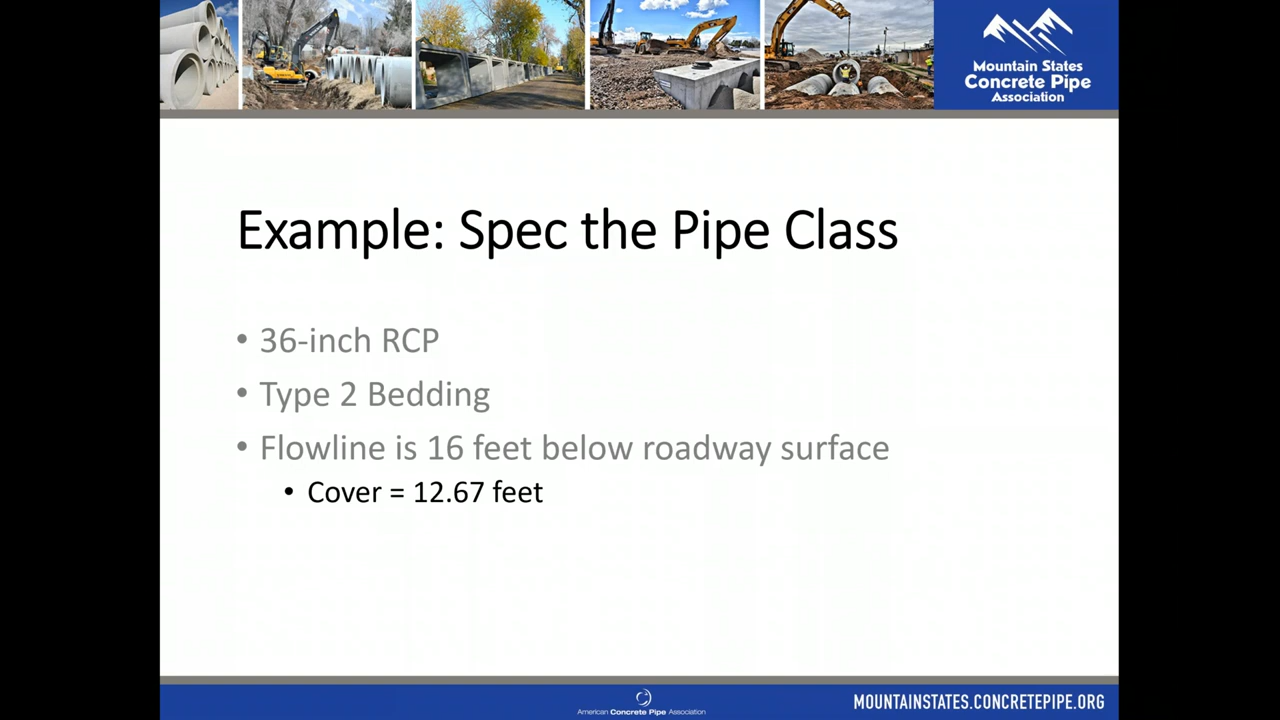 Mountain States
Concrete Pipe
Association
Example: Spec the Pipe Class
• 36-inch RCP
• Type 2 Bedding
• Flowline is 16 feet below roadway surface
• Cover = 12.67 feet
American Concrete Pipe Association
MOUNTAINSTATES.CONCRETEPIPE.ORG